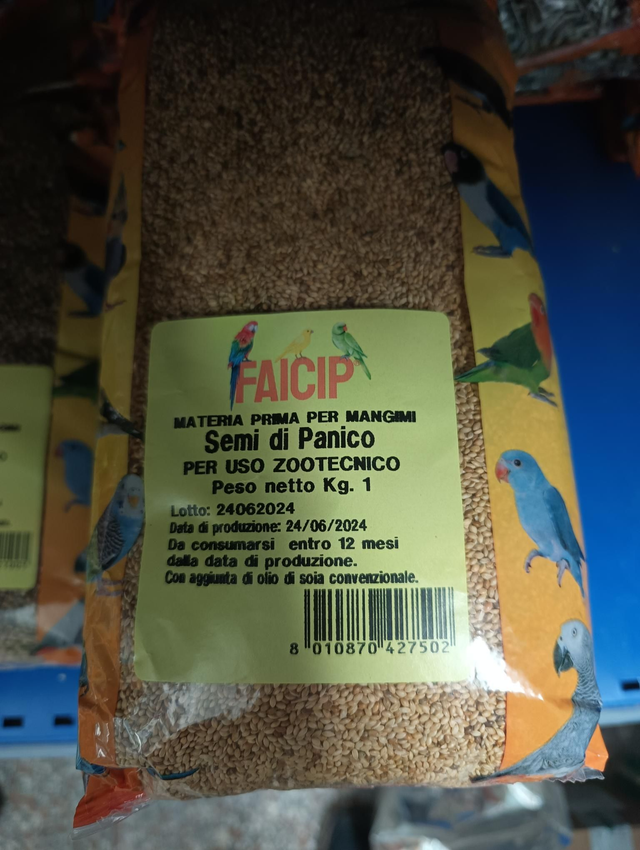 FAICIP
MATERIA PRIMA PER MANGIMI
Semi di Panico
PER USO ZOOTECNICO
Peso netto Kg. 1
Lotto: 24062024
Data di produzione: 24/06/2024
Da consumarsi entro 12 mesi
dalla data di produzione.
Con aggiunta di olio di soia convenzionale.
8 010870 427502